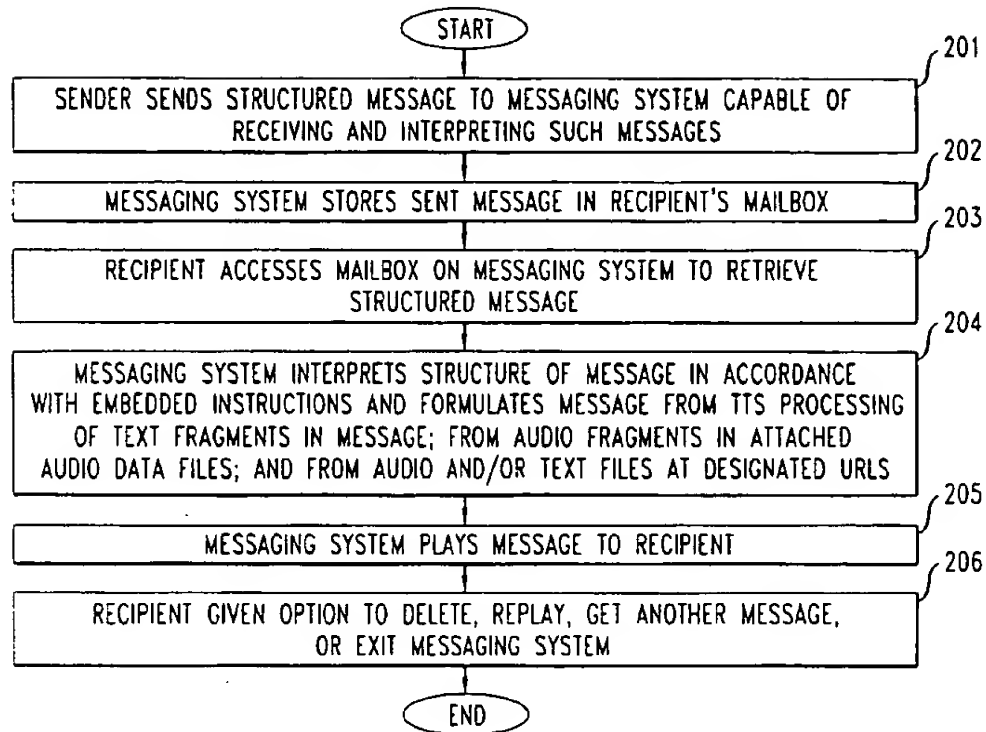 START
201
SENDER SENDS STRUCTURED MESSAGE TO MESSAGING SYSTEM CAPABLE OF
RECEIVING AND INTERPRETING SUCH MESSAGES
202
MESSAGING SYSTEM STORES SENT MESSAGE IN RECIPIENT'S MAILBOX
203
RECIPIENT ACCESSES MAILBOX ON MESSAGING SYSTEM TO RETRIEVE
STRUCTURED MESSAGE
204
MESSAGING SYSTEM INTERPRETS STRUCTURE OF MESSAGE IN ACCORDANCE
WITH EMBEDDED INSTRUCTIONS AND FORMULATES MESSAGE FROM TTS PROCESSING
OF TEXT FRAGMENTS IN MESSAGE; FROM AUDIO FRAGMENTS IN ATTACHED
AUDIO DATA FILES; AND FROM AUDIO AND/OR TEXT FILES AT DESIGNATED URLS
205
MESSAGING SYSTEM PLAYS MESSAGE TO RECIPIENT
206
RECIPIENT GIVEN OPTION TO DELETE, REPLAY, GET ANOTHER MESSAGE,
OR EXIT MESSAGING SYSTEM
END